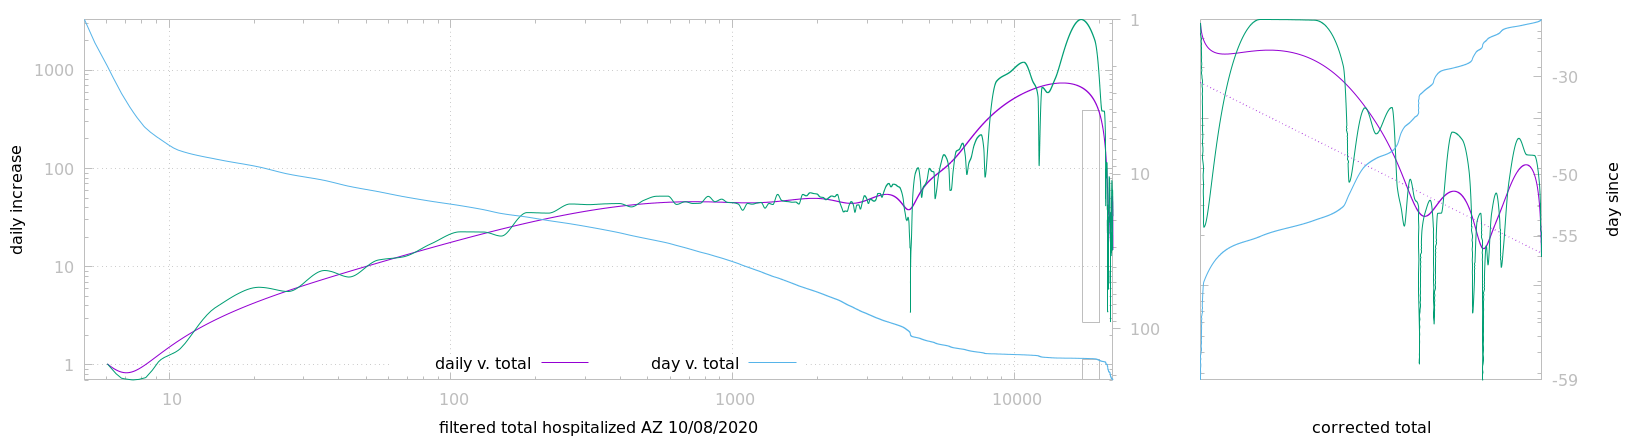 1000
100
10
1
daily increase
1
10
100
daily v. total
day v. total
10
100
1000
10000
filtered total hospitalized AZ 10/08/2020
-30
-50
-55
-59
day since
corrected total